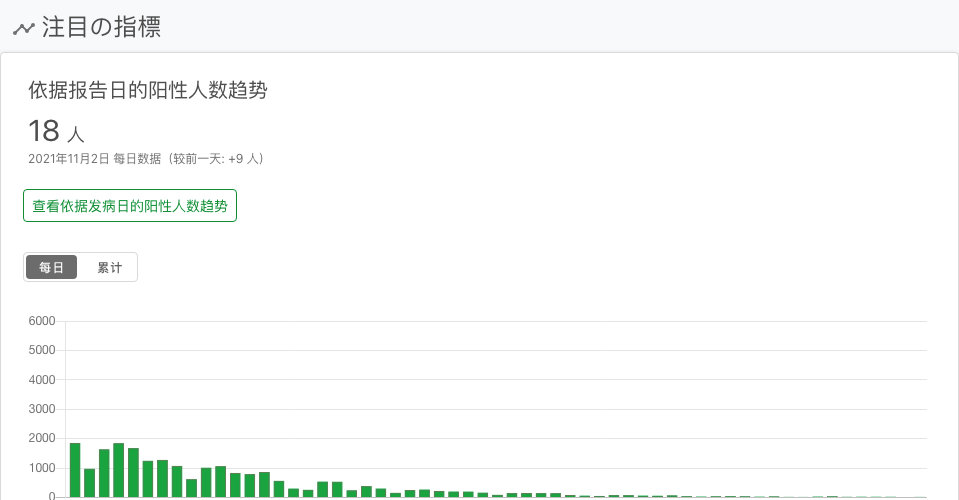 注目の指標
依据报告日的阳性人数趋势
18 人
2021年11月2日 每日数据（较前一天: +9 人）
查看依据发病日的阳性人数趋势
每日 累计
6000
5000
4000
3000
2000
1000
0